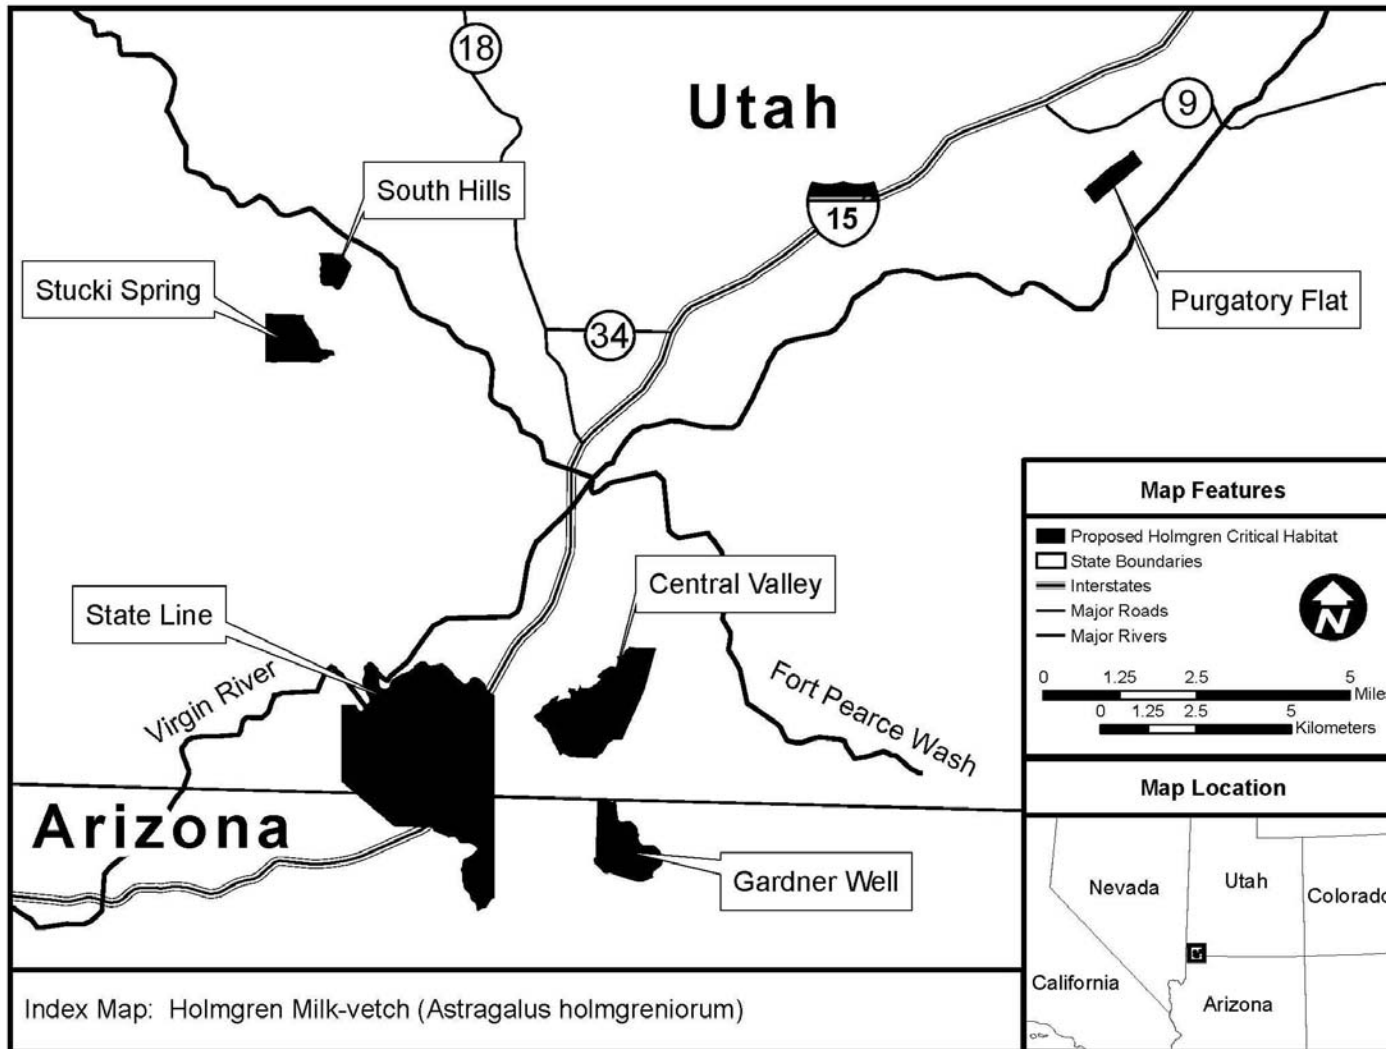 18
Utah
9
South Hills
15
Stucki Spring
Purgatory Flat
34
Map Features
Proposed Holmgren Critical Habitat
State Boundaries
Interstates
Major Roads
Major Rivers
N
0 1.25 2.5 5
Miles
0 1.25 2.5 5
Kilometers
Central Valley
State Line
Virgin River
Fort Pearce Wash
Arizona
Gardner Well
Map Location
Nevada
Utah
Colorado
California
Arizona
Index Map: Holmgren Milk-vetch (Astragalus holmgreniorum)